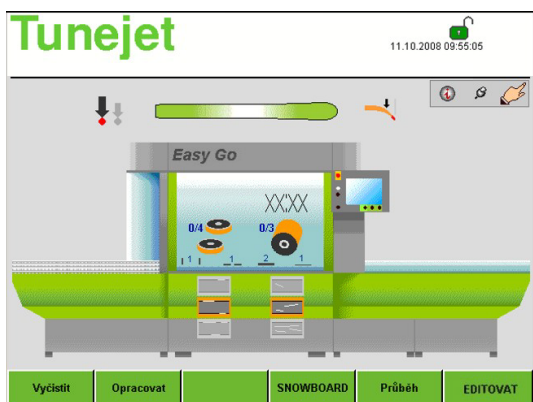 Tunejet
11.10.2008 09:55:05
Easy Go
XX:XX
0/4 0/3
1 1 2 1
Vyčistit Opracovat SNOWBOARD Průběh EDITOVAT